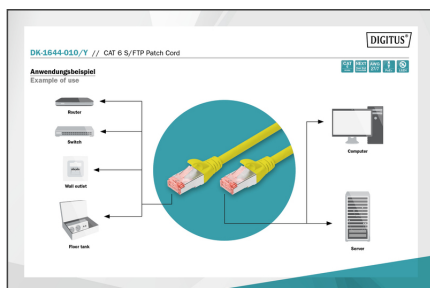 DIGITUS®
DK-1644-010/Y // CAT 6 S/FTP Patch Cord
Anwendungsbeispiel
Example of use
Router
Switch
Wall outlet
Floor tank
Computer
Server